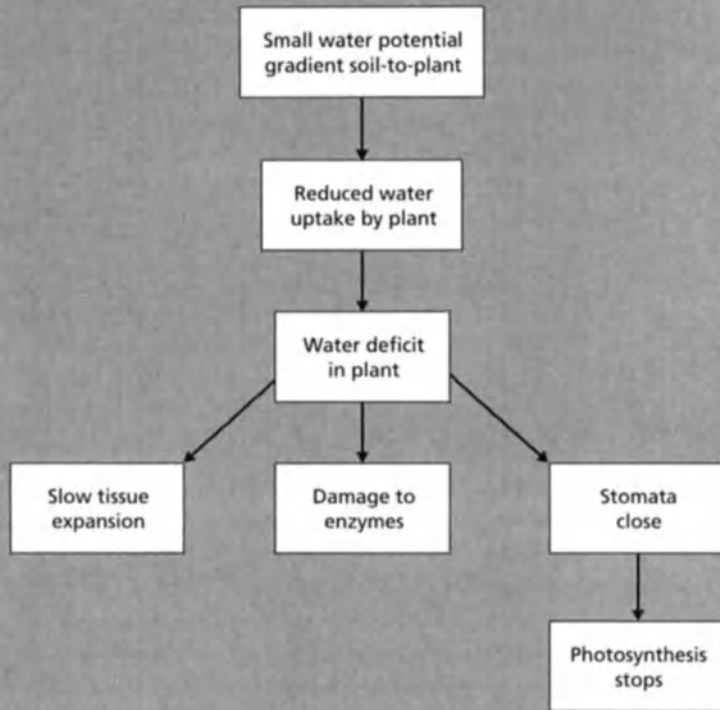 Small water potential
gradient soil-to-plant
Reduced water
uptake by plant
Water deficit
in plant
Slow tissue
expansion
Damage to
enzymes
Stomata
close
Photosynthesis
stops